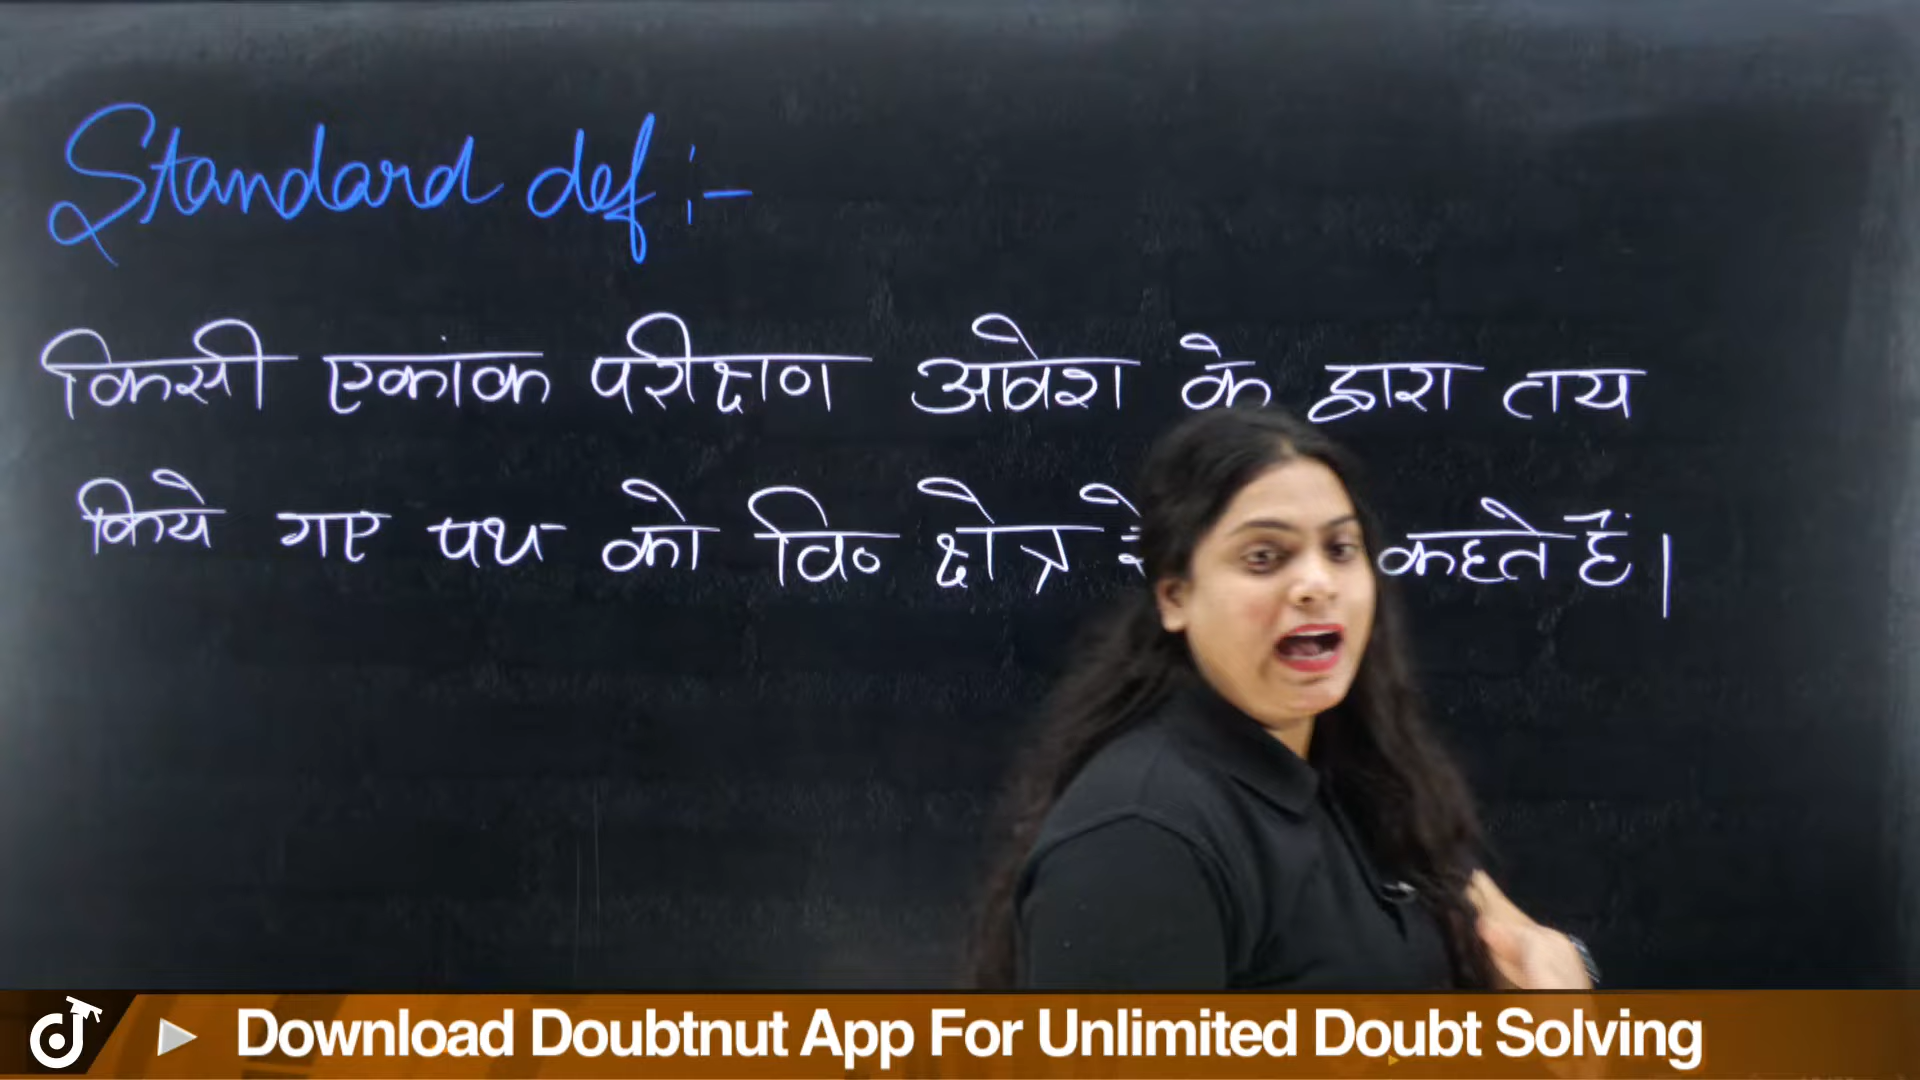 Standard def :-
किसी एकांक परीक्षण आवेश के द्वारा तय
किये गए पथ को वि० क्षेत्र कहते हैं।
Download Doubtnut App For Unlimited Doubt Solving